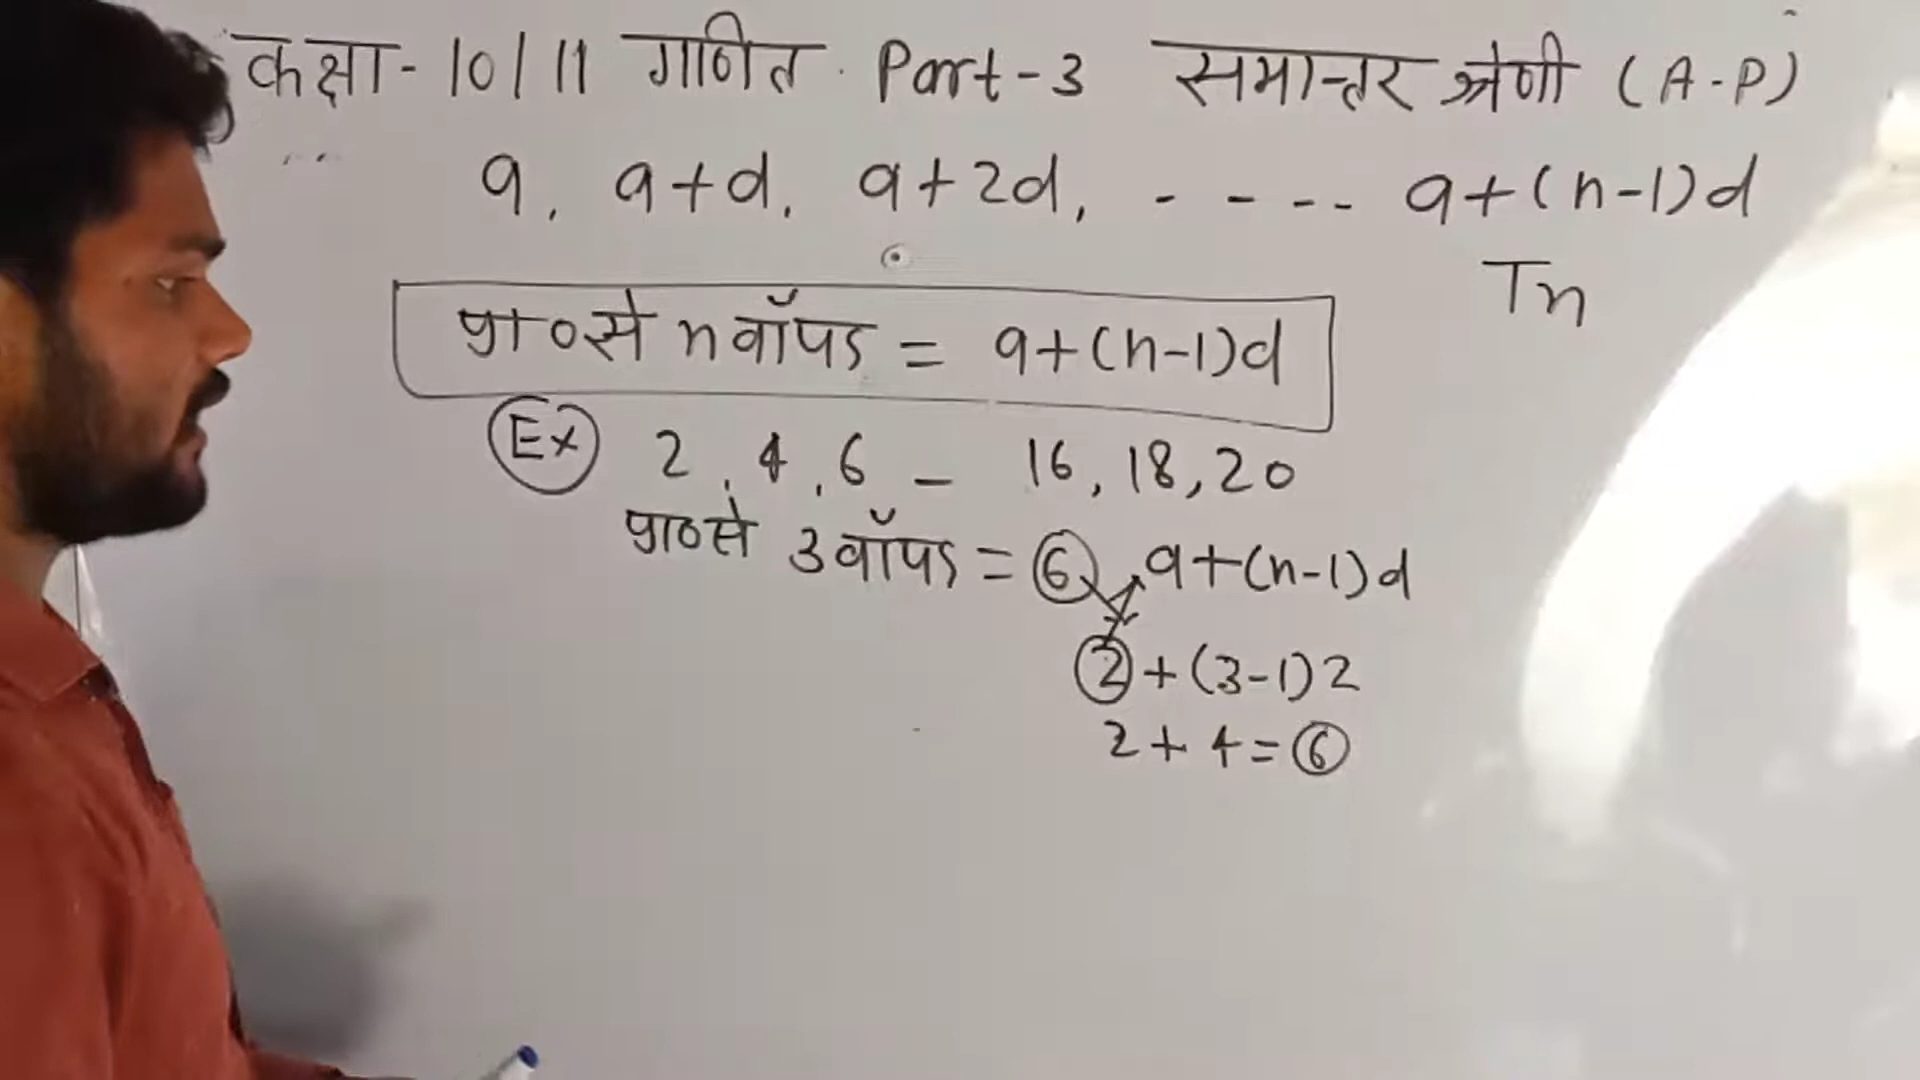 कक्षा- 10/11 गणित Part-3 समान्तर श्रेणी (A-P)
a, a+d, a+2d, - - - - a+(n-1)d
Tn
प्रा०से n वाँ पद = a+(n-1)d
Ex 2, 4, 6 - 16, 18, 20
प्रा०से 3 वाँ पद = 6 a+(n-1)d
2+(3-1)2
2+4=6